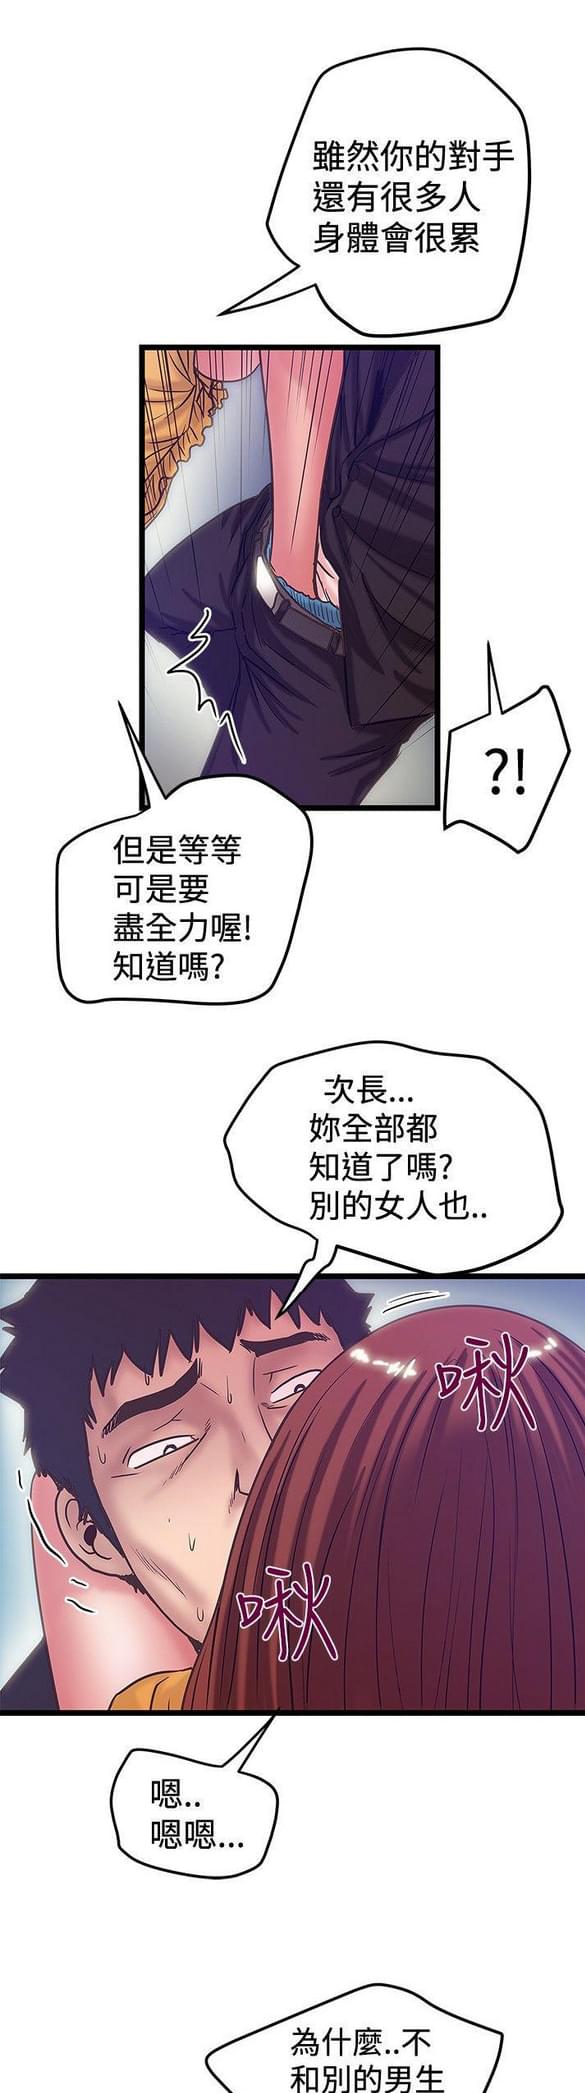 雖然你的對手
還有很多人
身體會很累
?!
但是等等
可是要
盡全力喔!
知道嗎?
次長...
妳全部都
知道了嗎?
別的女人也..
啾
啾
嗯..
嗯嗯...
為什麼..不
和別的男生